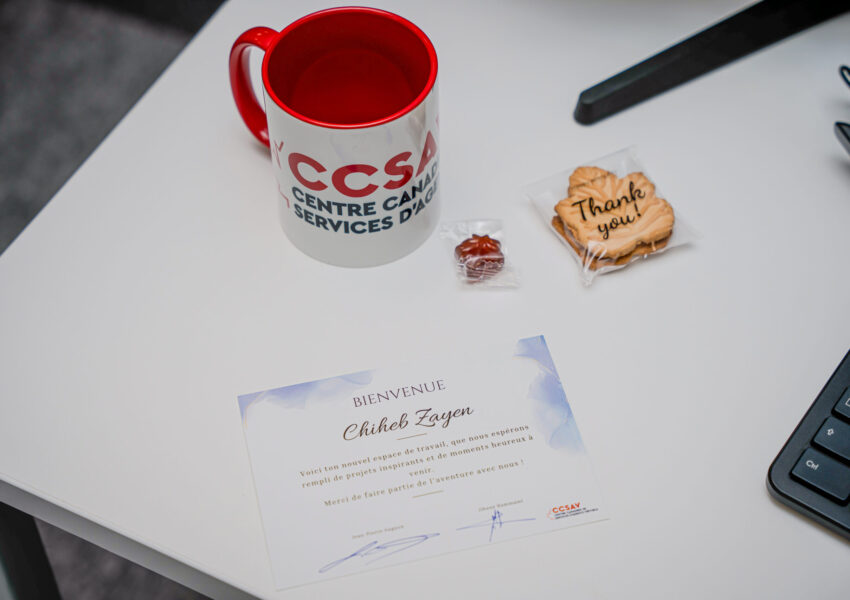 CCSA
CENTRE CANAD
SERVICES D'AGE
Thank
you!
BIENVENUE
Chiheb Zayen
Voici ton nouvel espace de travail, que nous espérons
rempli de projets inspirants et de moments heureux à
venir.
Merci de faire partie de l'aventure avec nous !
CCSAV
Ctrl